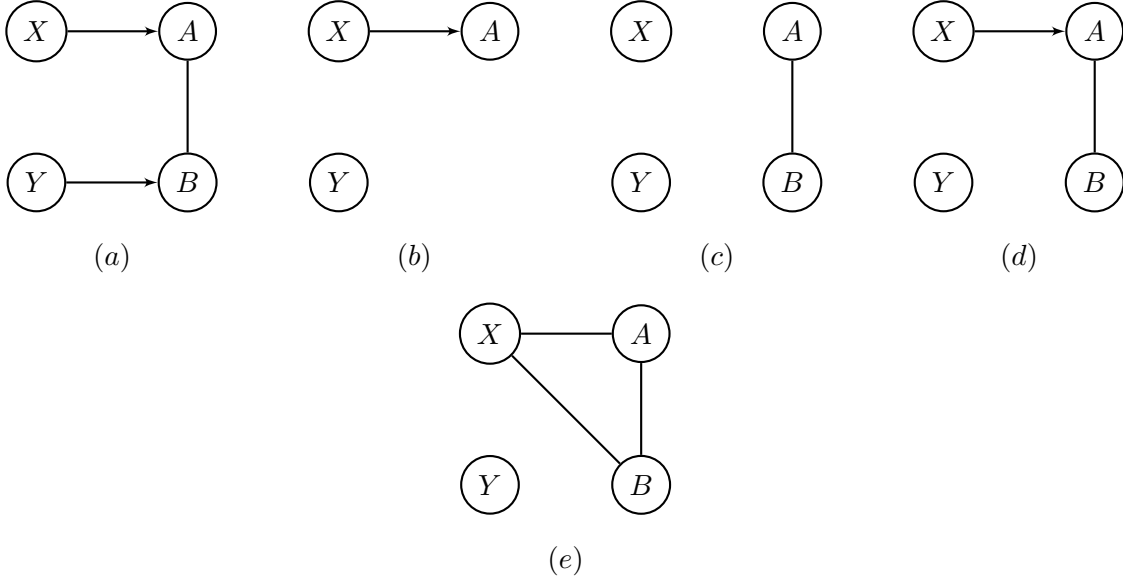 X A X A X A X A
Y B Y Y B Y B
(a) (b) (c) (d)
X A
Y B
(e)